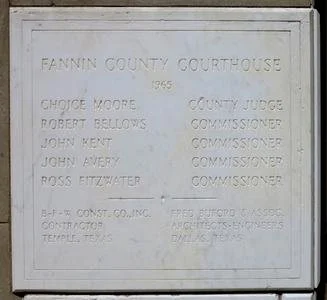 FANNIN COUNTY COURTHOUSE
1965
CHOICE MOORE COUNTY JUDGE
ROBERT BELLOWS COMMISSIONER
JOHN KENT COMMISSIONER
JOHN AVERY COMMISSIONER
ROSS FITZWATER COMMISSIONER
B-F-W CONST. CO., INC. FRED BUFORD & ASSOC.
CONTRACTOR ARCHITECTS-ENGINEERS
TEMPLE, TEXAS DALLAS, TEXAS